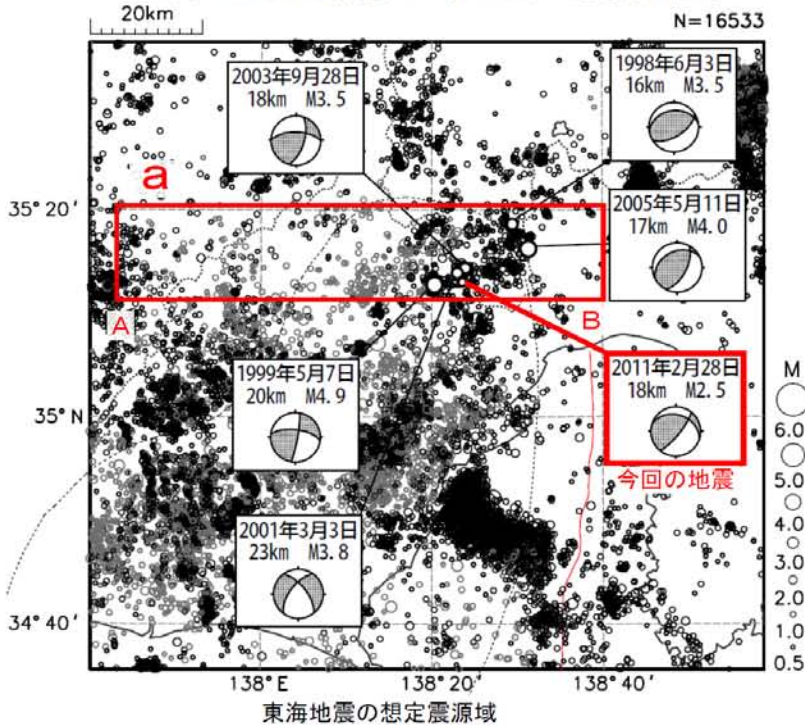 20km
N=16533
2003年9月28日
18km M3.5
1998年6月3日
16km M3.5
a
35°20′
2005年5月11日
17km M4.0
A
B
1999年5月7日
20km M4.9
2011年2月28日
18km M2.5
今回の地震
35°N
M
6.0
5.0
4.0
3.0
2.0
1.0
0.5
2001年3月3日
23km M3.8
34°40′
138°E
138°20′
138°40′
東海地震の想定震源域